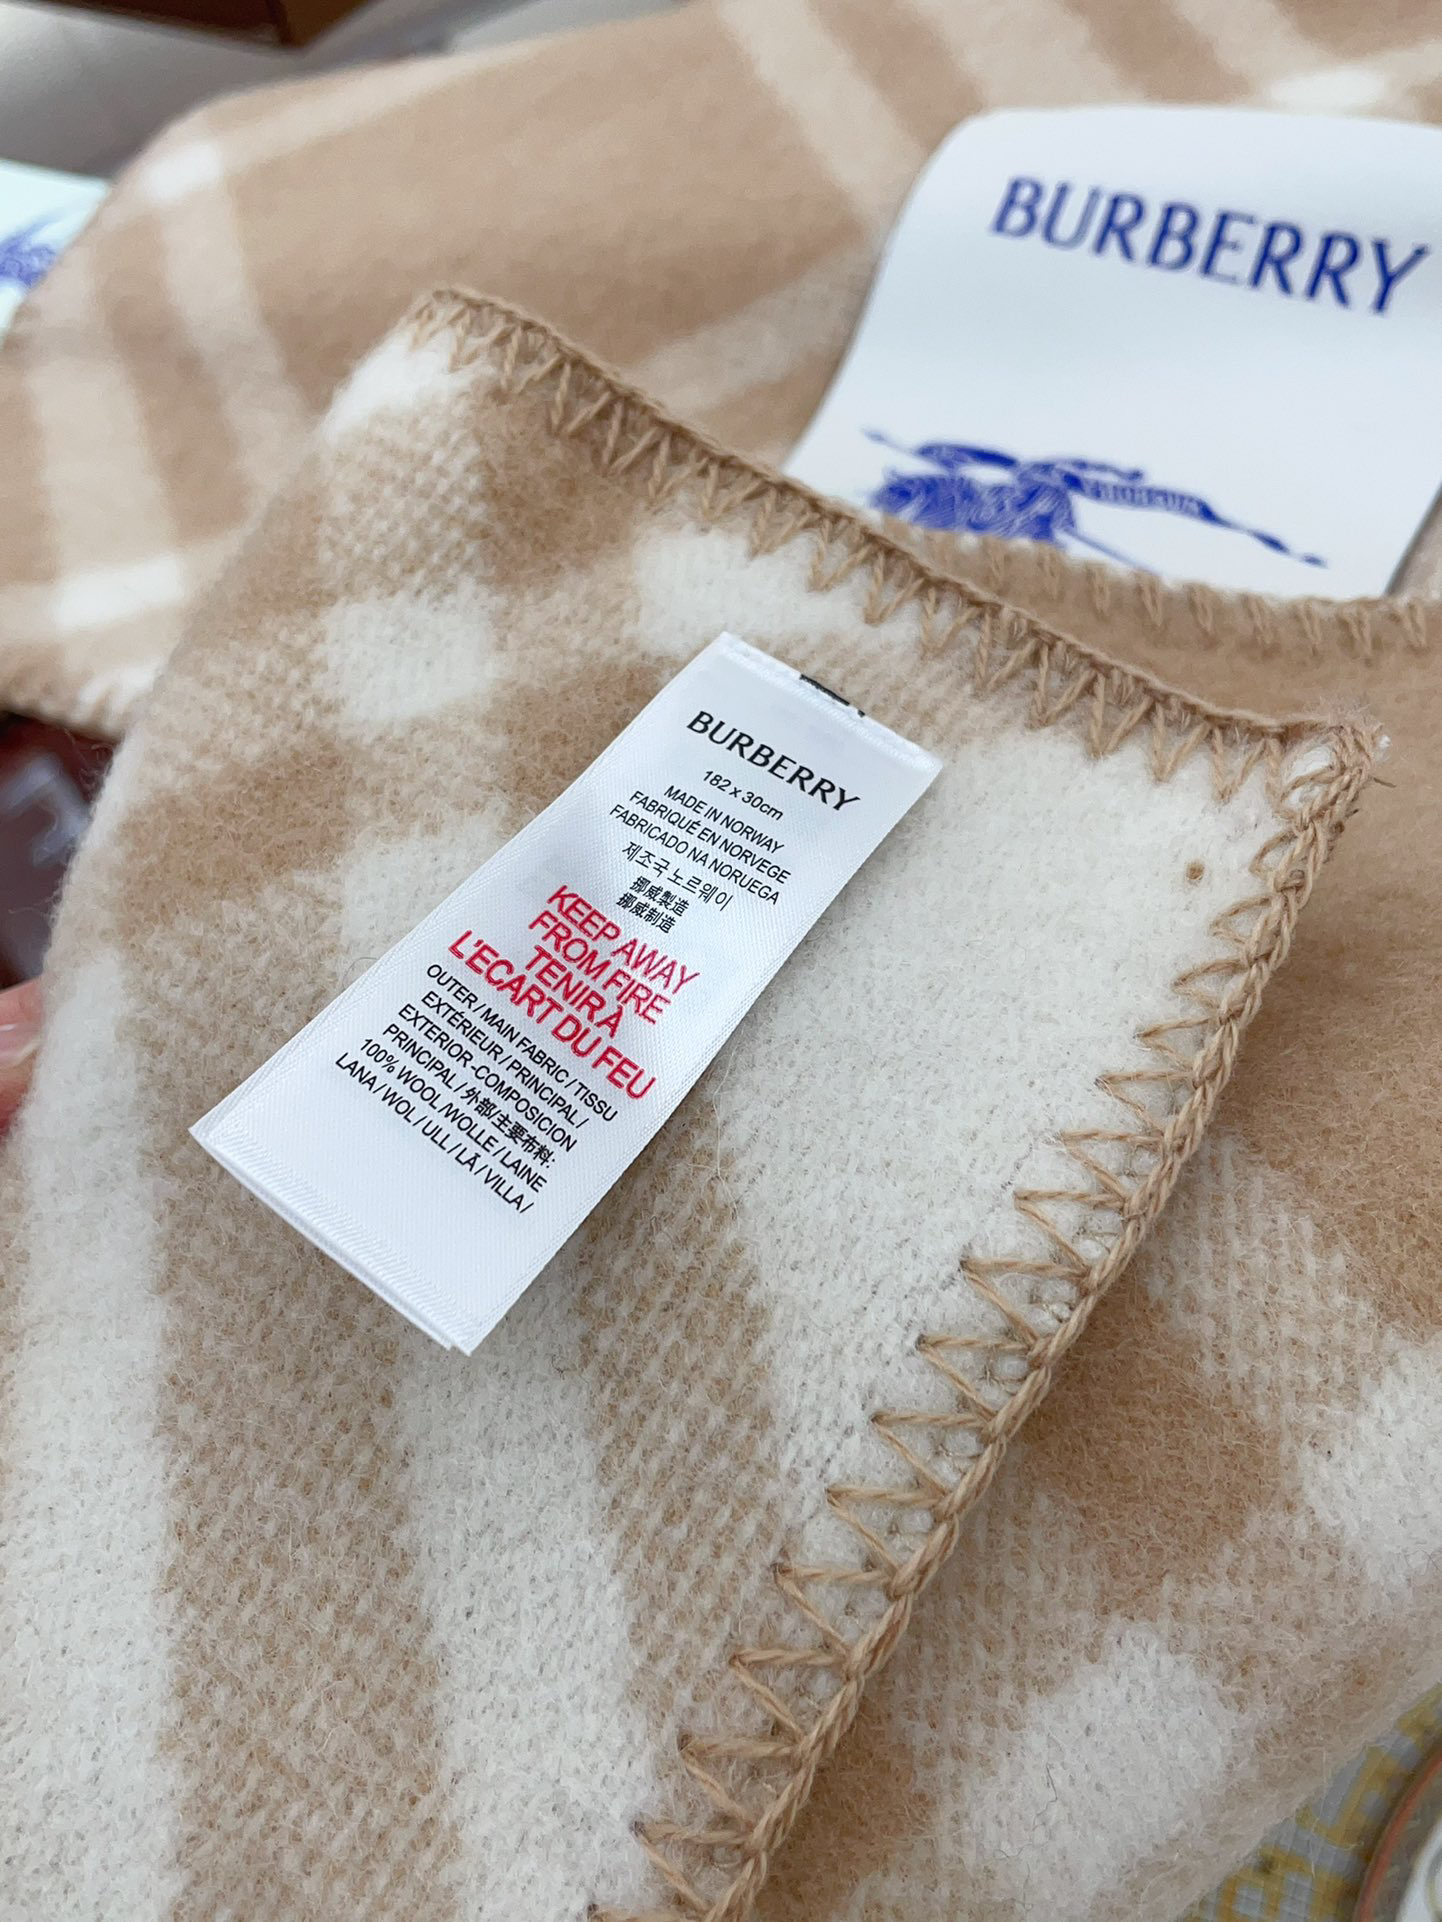 BURBERRY
BURBERRY
182 x 30cm
MADE IN NORWAY
FABRIQUÉ EN NORVEGE
FABRICADO NA NORUEGA
제조국 노르웨이
挪威製造
挪威制造
KEEP AWAY
FROM FIRE
TENIR À
L'ECART DU FEU
OUTER / MAIN FABRIC / TISSU
EXTÉRIEUR / PRINCIPAL /
EXTERIOR -COMPOSICION
PRINCIPAL / 外部/主要布料:
100% WOOL /WOLLE / LAINE
LANA / WOL / ULL / LÃ / VILLA /